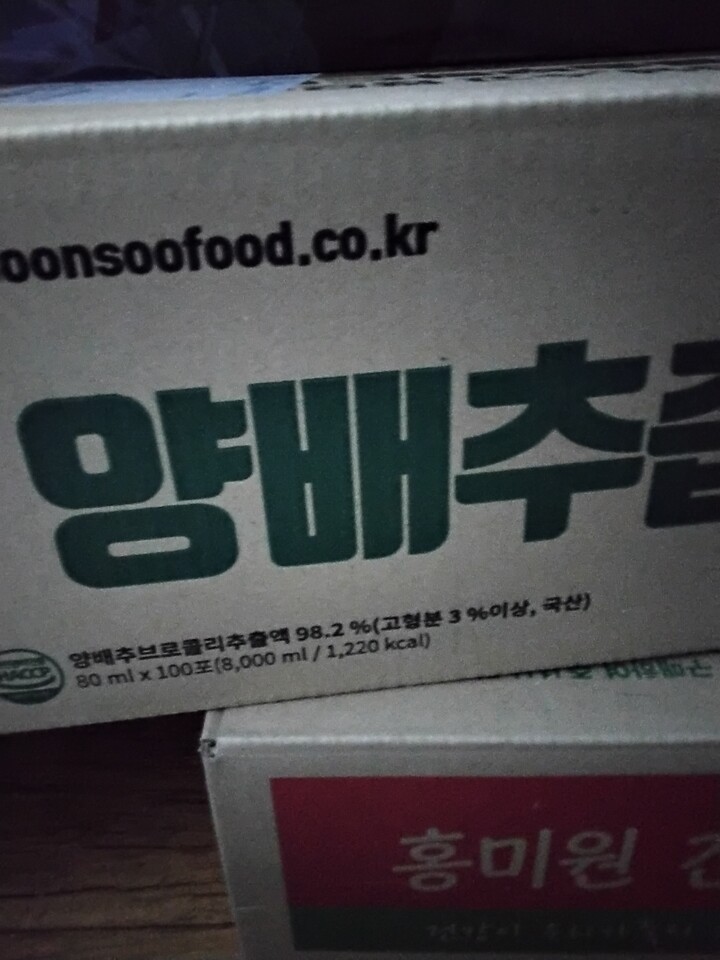 oonsoofood.co.kr
양배추즙
양배추브로콜리추출액 98.2 %(고형분 3 %이상, 국산)
80 ml x 100포(8,000 ml / 1,220 kcal)
HACCP
홍미원